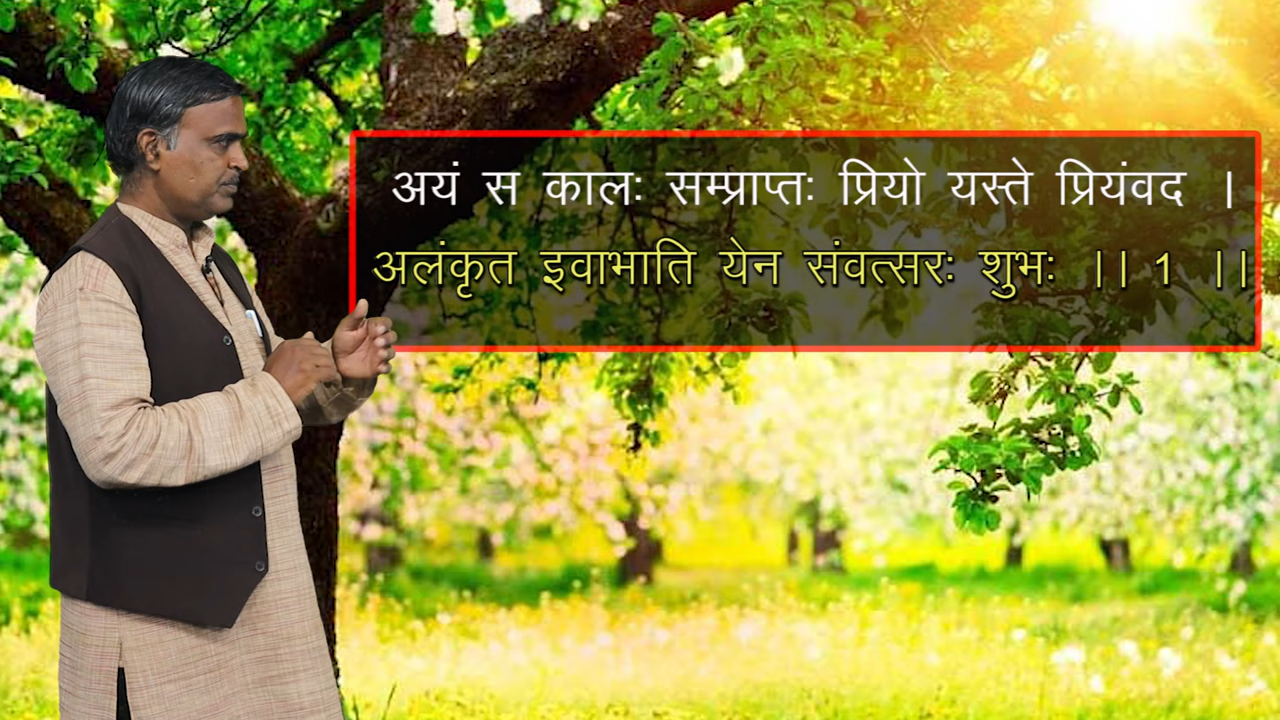 अयं स कालः सम्प्राप्तः प्रियो यस्ते प्रियंवद ।
अलंकृत इवाभाति येन संवत्सरः शुभः ।। 1 ।।